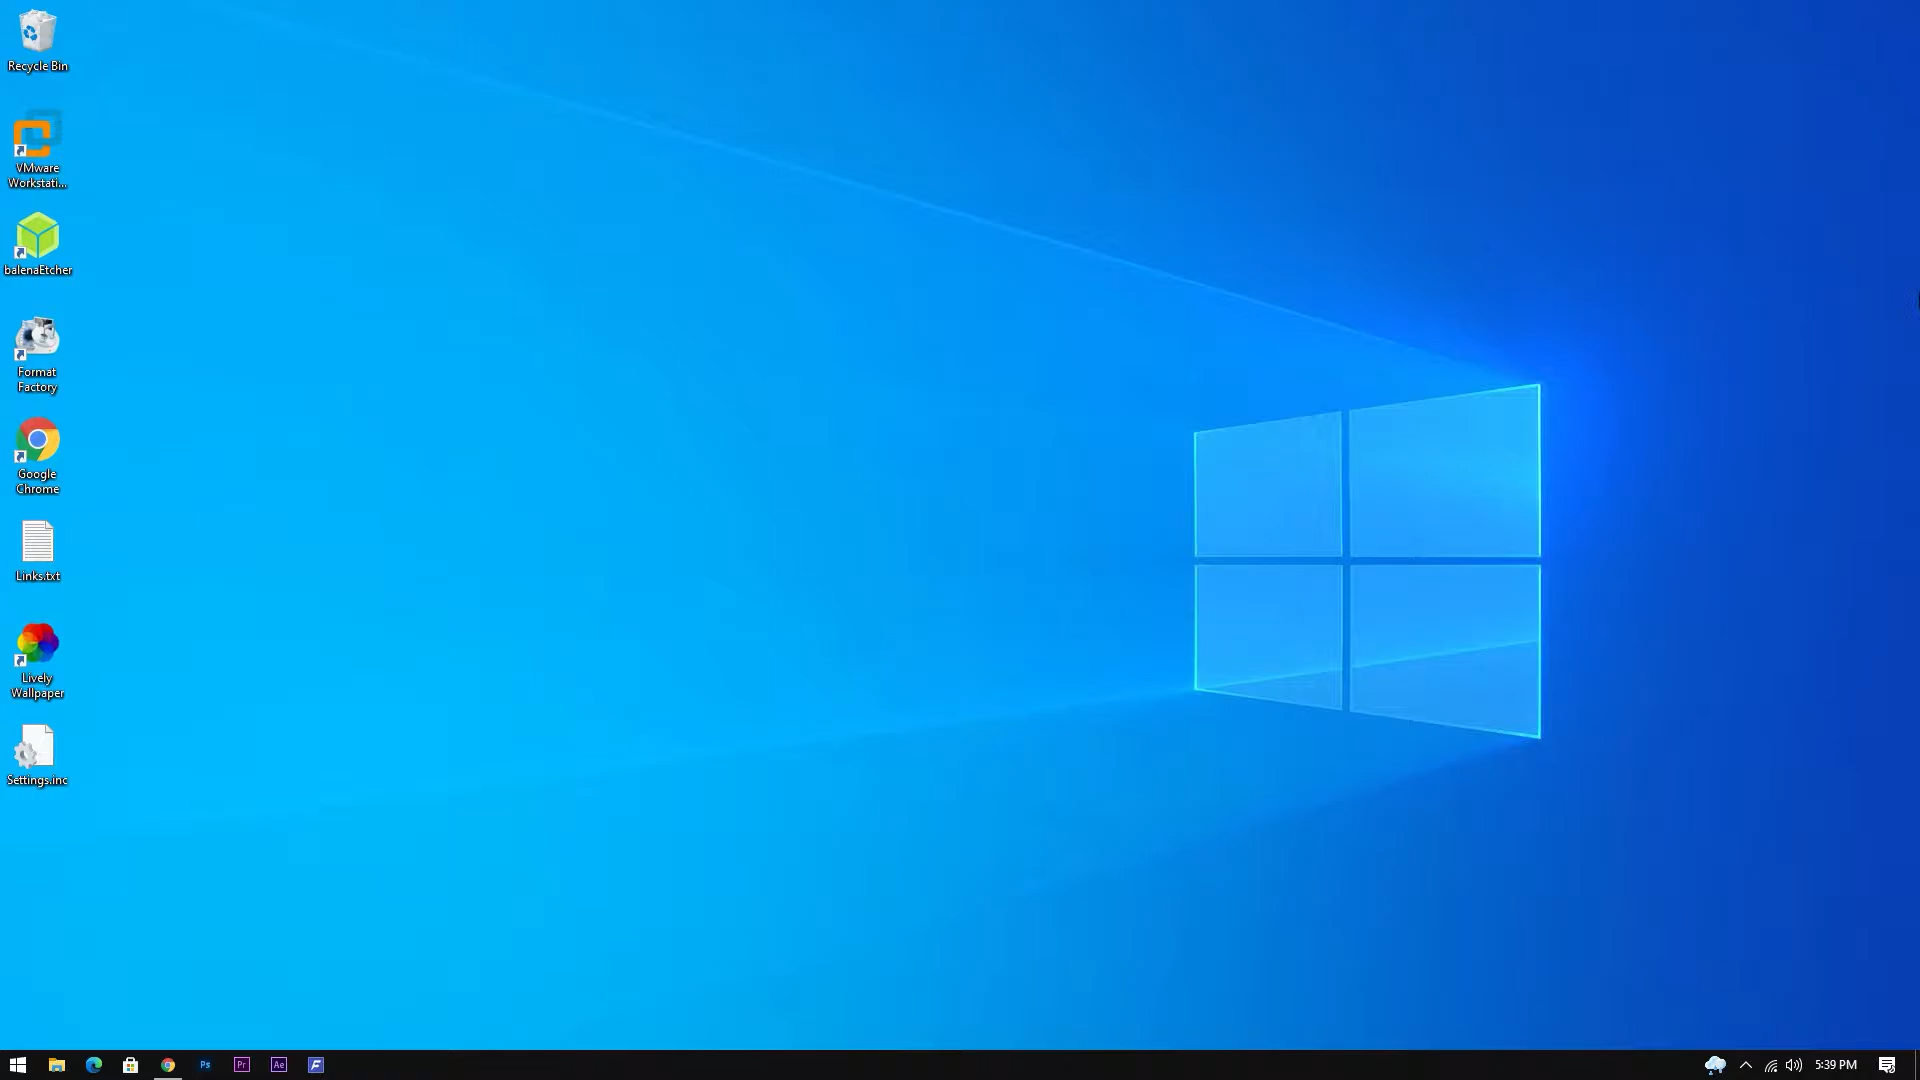 Recycle Bin
VMware
Workstati...
balenaEtcher
Format
Factory
Google
Chrome
Links.txt
Lively
Wallpaper
Settings.inc
Ps
Pr
Ae
F
5:39 PM